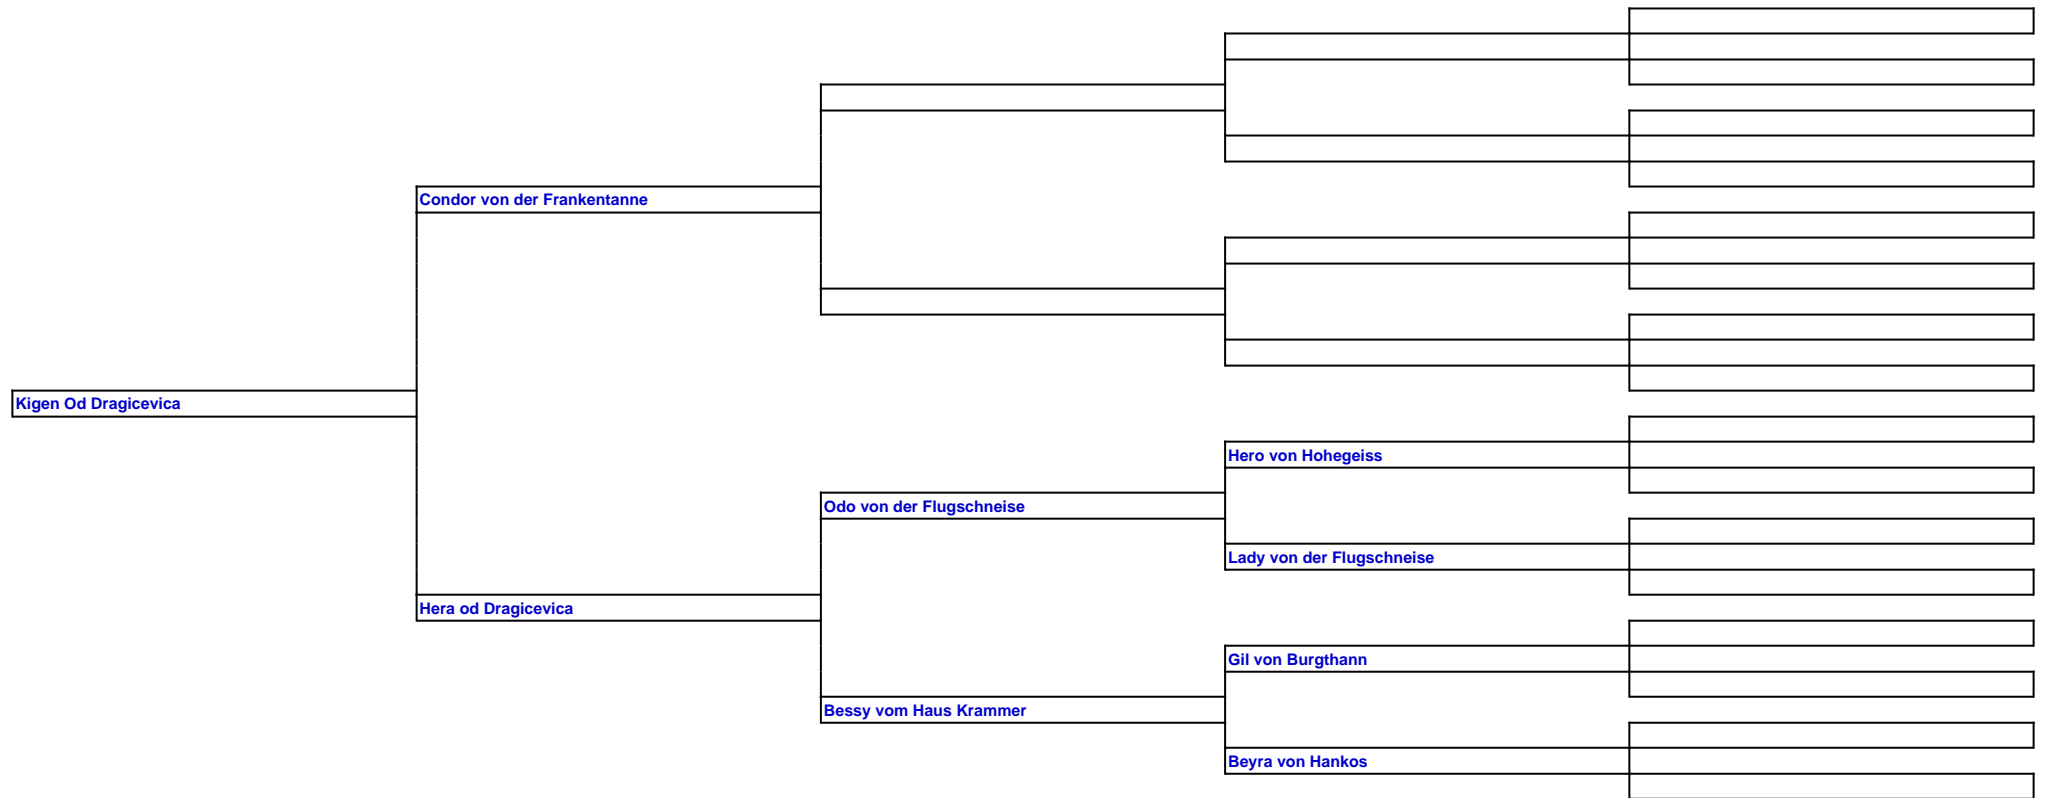 Condor von der Frankentanne
Kigen Od Dragicevica
Hero von Hohegeiss
Odo von der Flugschneise
Lady von der Flugschneise
Hera od Dragicevica
Gil von Burgthann
Bessy vom Haus Krammer
Beyra von Hankos